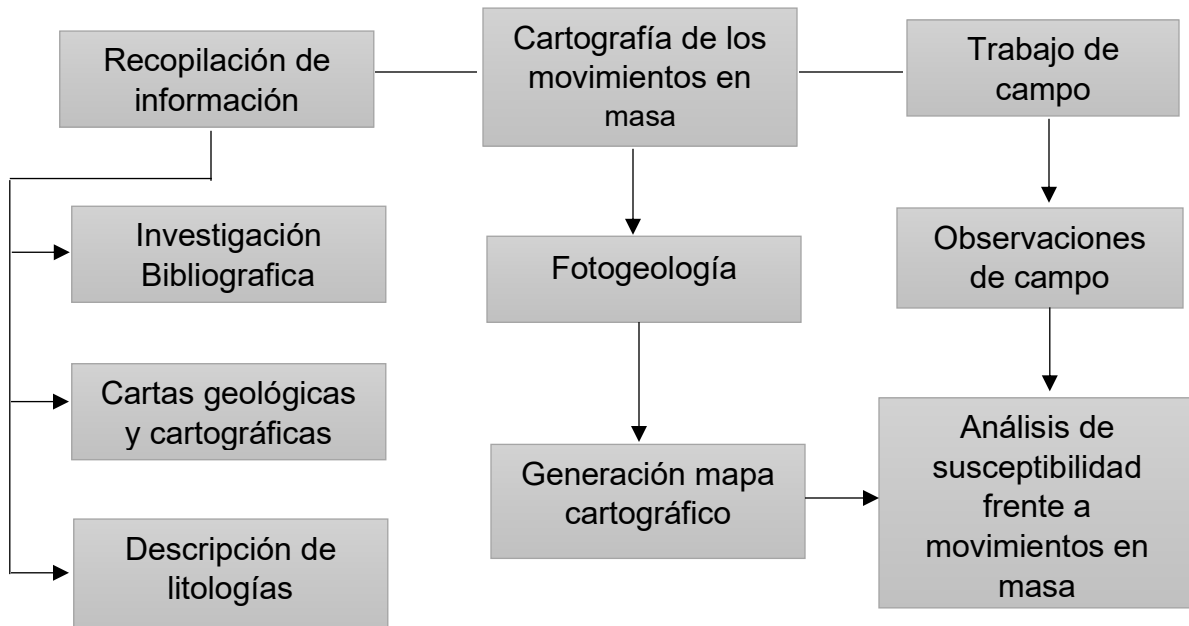 Recopilación de
información
Cartografía de los
movimientos en
masa
Trabajo de
campo
Investigación
Bibliografica
Fotogeología
Observaciones
de campo
Cartas geológicas
y cartográficas
Generación mapa
cartográfico
Análisis de
susceptibilidad
frente a
movimientos en
masa
Descripción de
litologías